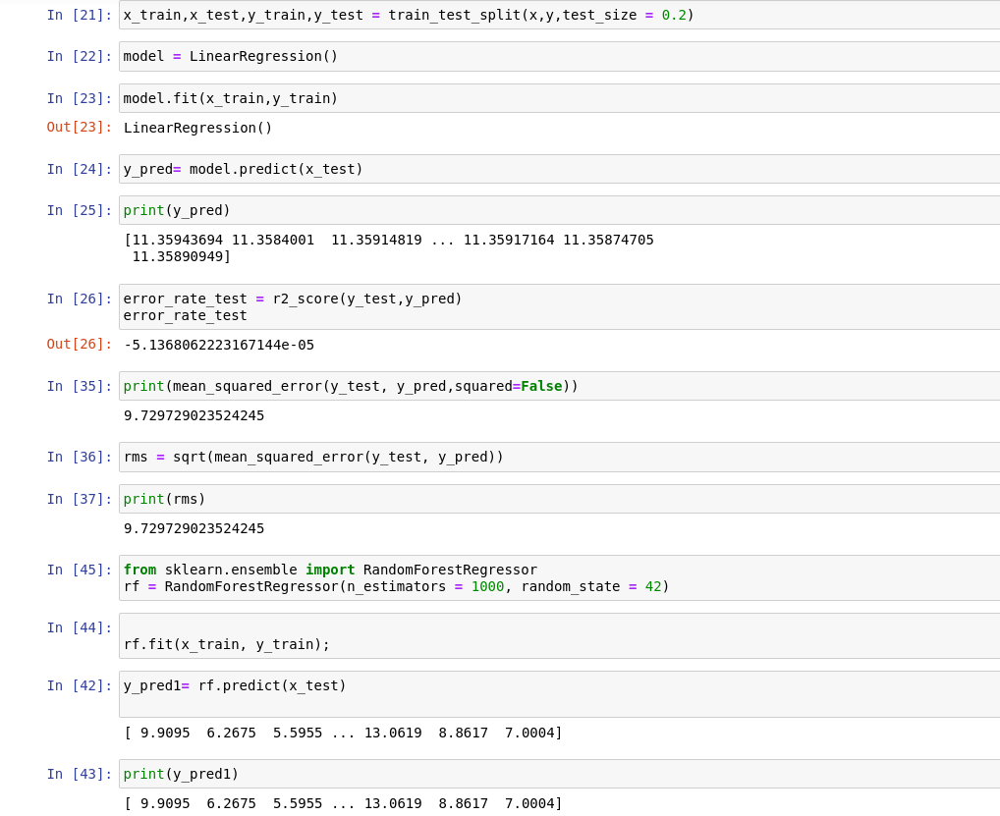 In [21]: x_train,x_test,y_train,y_test = train_test_split(x,y,test_size = 0.2)
In [22]: model = LinearRegression()
In [23]: model.fit(x_train,y_train)
Out[23]: LinearRegression()
In [24]: y_pred= model.predict(x_test)
In [25]: print(y_pred)
[11.35943694 11.3584001  11.35914819 ... 11.35917164 11.35874705
 11.35890949]
In [26]: error_rate_test = r2_score(y_test,y_pred)
error_rate_test
Out[26]: -5.1368062223167144e-05
In [35]: print(mean_squared_error(y_test, y_pred,squared=False))
9.729729023524245
In [36]: rms = sqrt(mean_squared_error(y_test, y_pred))
In [37]: print(rms)
9.729729023524245
In [45]: from sklearn.ensemble import RandomForestRegressor
rf = RandomForestRegressor(n_estimators = 1000, random_state = 42)
In [44]:
rf.fit(x_train, y_train);
In [42]: y_pred1= rf.predict(x_test)
[ 9.9095  6.2675  5.5955 ... 13.0619  8.8617  7.0004]
In [43]: print(y_pred1)
[ 9.9095  6.2675  5.5955 ... 13.0619  8.8617  7.0004]